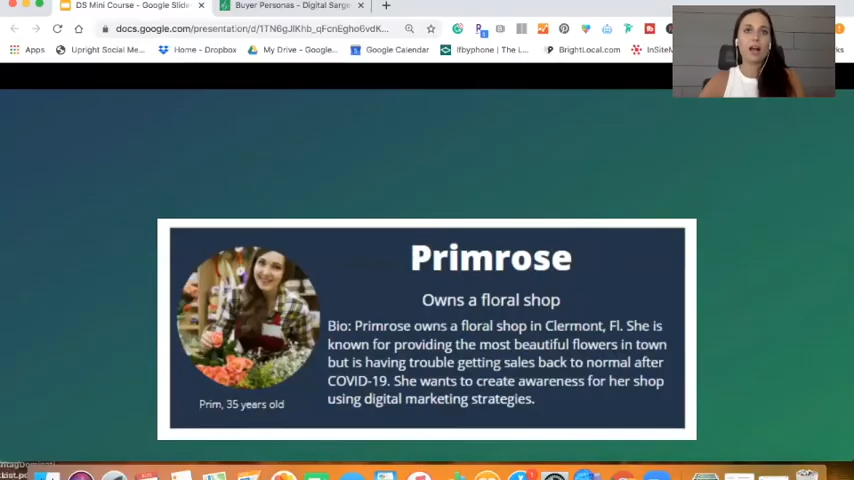 DS Mini Course - Google Slide
Buyer Personas - Digital Sarge
docs.google.com/presentation/d/1TN6gJlKhb_qFcnEgho6vdK...
Apps
Upright Social Me...
Home - Dropbox
My Drive - Google...
Google Calendar
Ifbyphone | The L...
BrightLocal.com
InSiteM
Primrose
Owns a floral shop
Bio: Primrose owns a floral shop in Clermont, Fl. She is
known for providing the most beautiful flowers in town
but is having trouble getting sales back to normal after
COVID-19. She wants to create awareness for her shop
using digital marketing strategies.
Prim, 35 years old